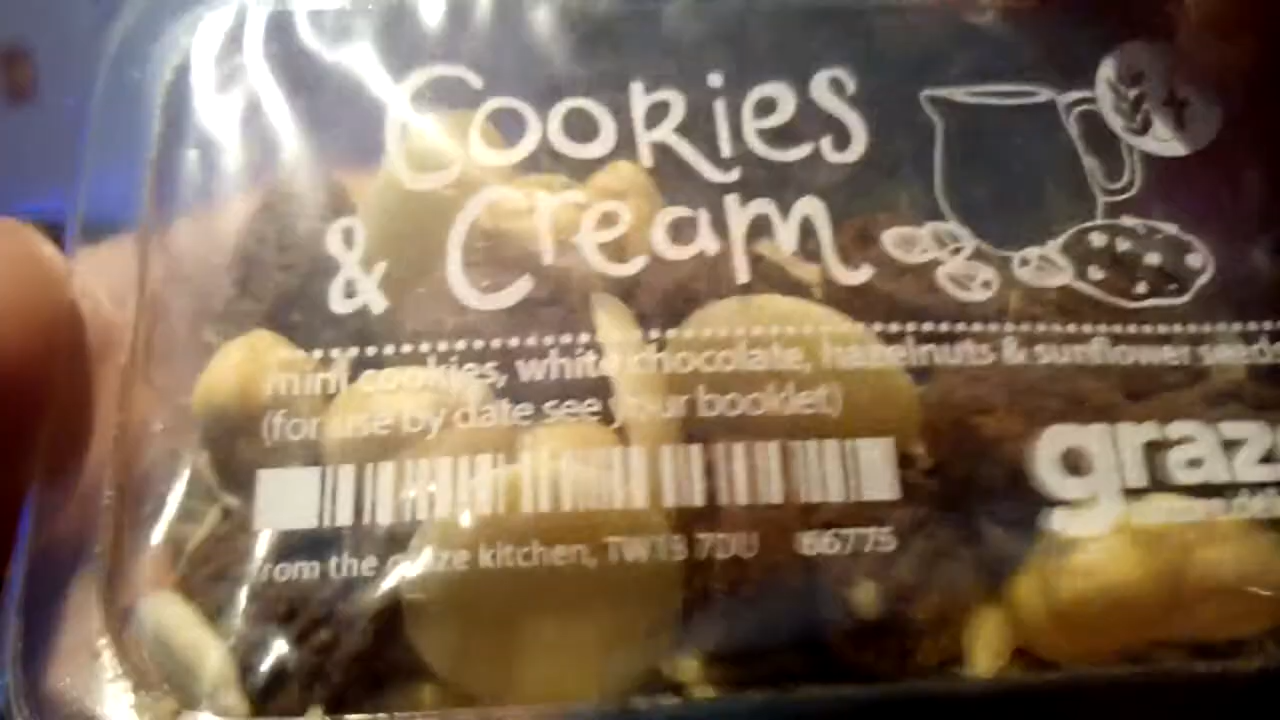 Cookies
& Cream
mini cookies, white chocolate, hazelnuts & sunflower seeds
(for use by date see your booklet)
graze
from the graze kitchen, TW19 7DU 66775